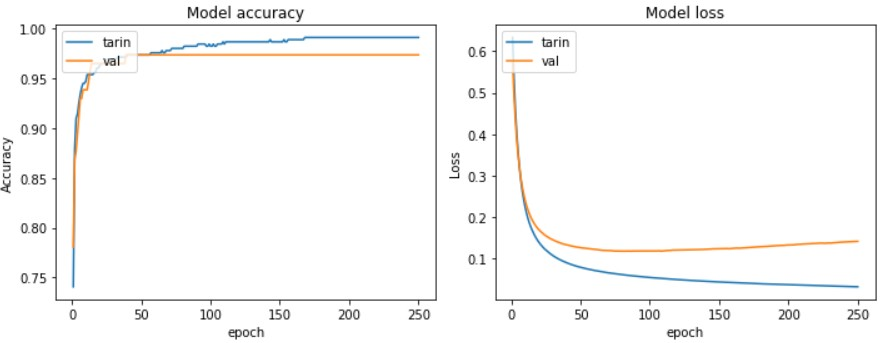 Model accuracy
1.00
0.95
0.90
0.85
0.80
0.75
Accuracy
tarin
val
0 50 100 150 200 250
epoch
Model loss
0.6
0.5
0.4
0.3
0.2
0.1
Loss
tarin
val
0 50 100 150 200 250
epoch